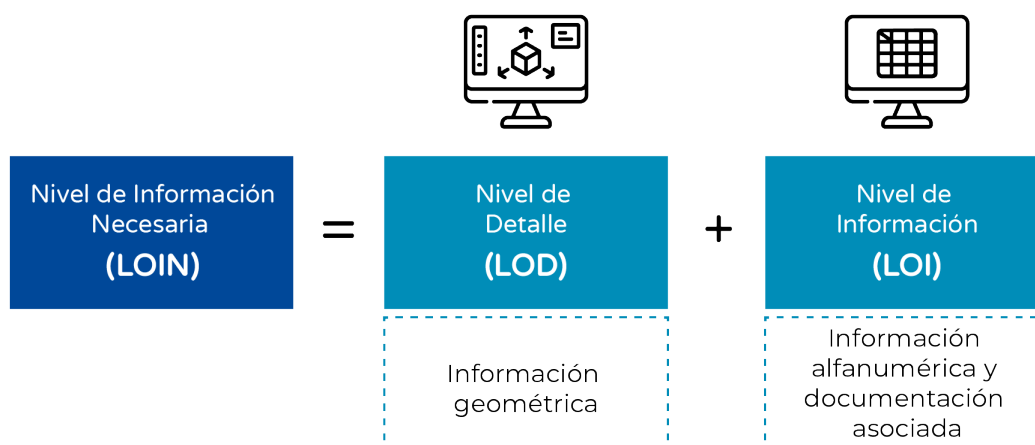 Nivel de Información
Necesaria
(LOIN)
=
Nivel de
Detalle
(LOD)
+
Nivel de
Información
(LOI)
Información
geométrica
Información
alfanumérica y
documentación
asociada